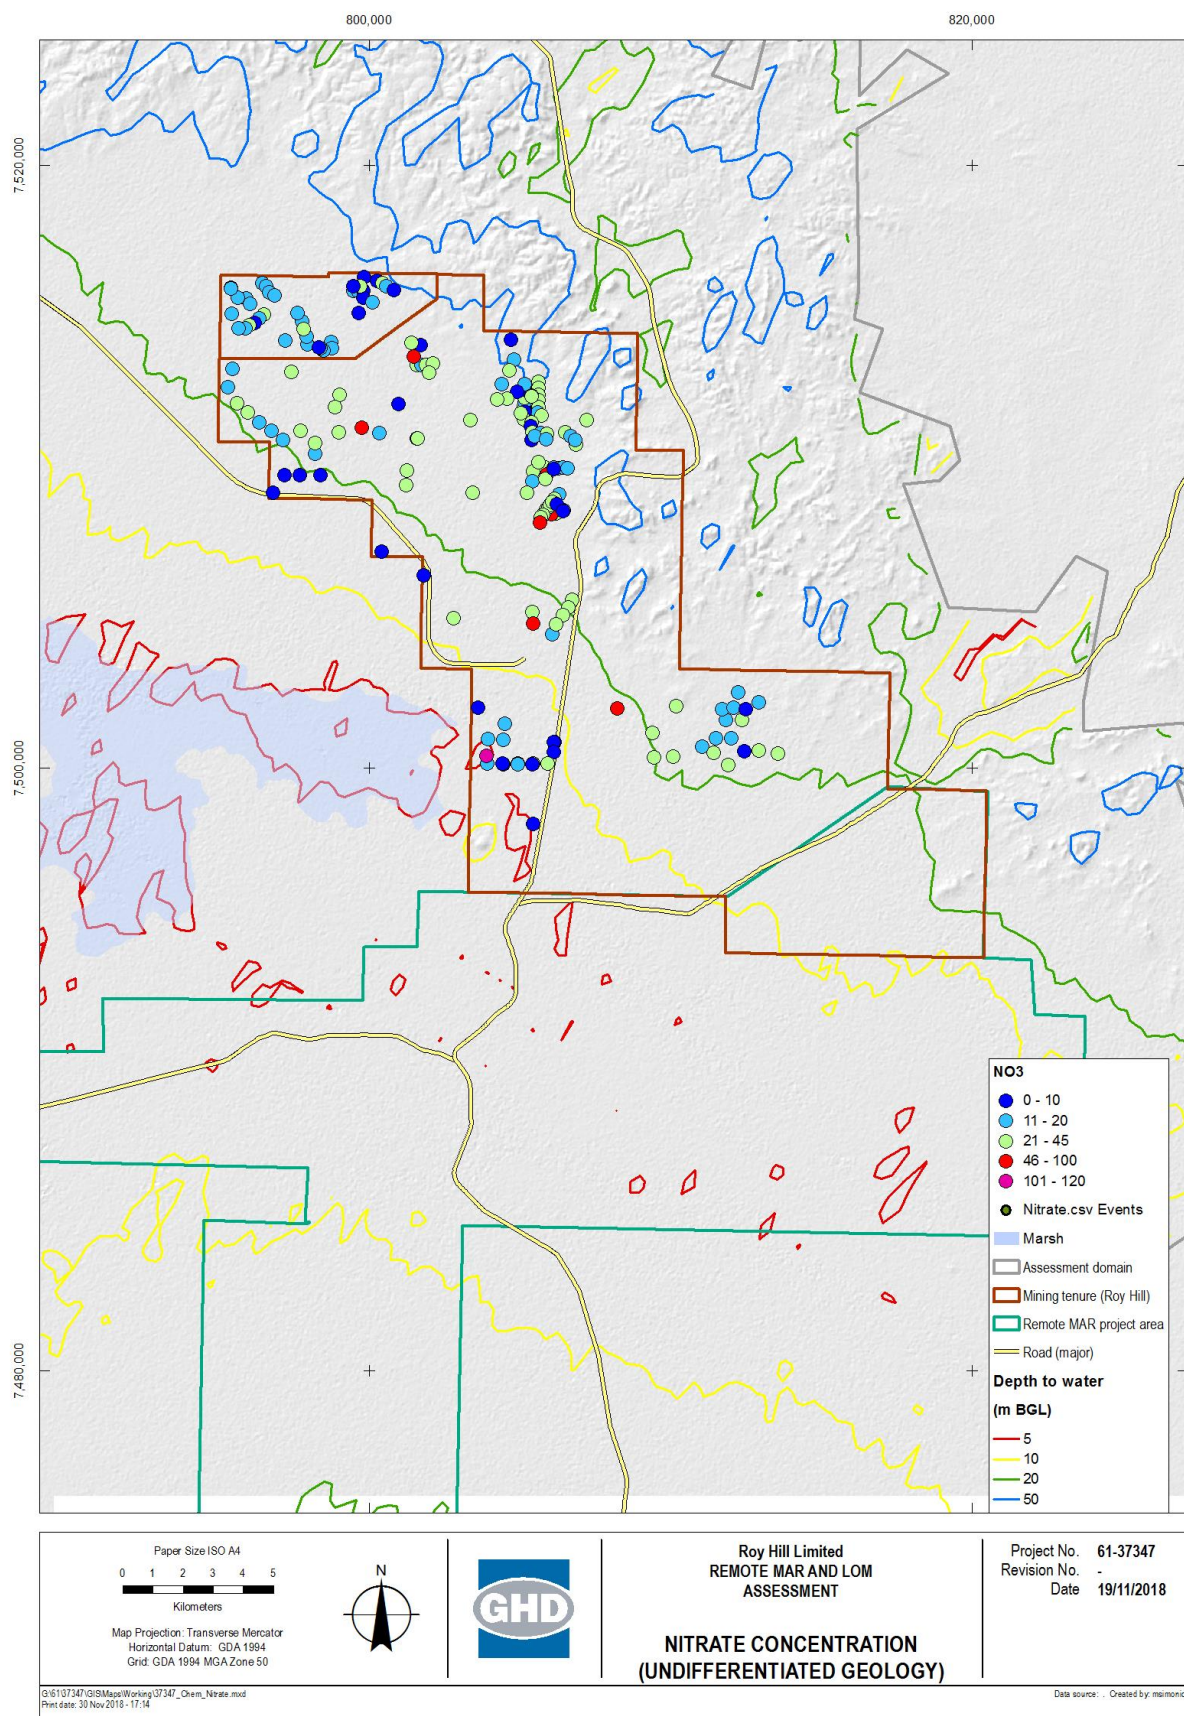 800,000
820,000
7,520,000
7,500,000
7,480,000
NO3
0 - 10
11 - 20
21 - 45
46 - 100
101 - 120
Nitrate.csv Events
Marsh
Assessment domain
Mining tenure (Roy Hill)
Remote MAR project area
Road (major)
Depth to water
(m BGL)
5
10
20
50
Paper Size ISO A4
0 1 2 3 4 5
Kilometers
Map Projection: Transverse Mercator
Horizontal Datum: GDA 1994
Grid: GDA 1994 MGA Zone 50
N
GHD
Roy Hill Limited
REMOTE MAR AND LOM
ASSESSMENT
NITRATE CONCENTRATION
(UNDIFFERENTIATED GEOLOGY)
Project No. 61-37347
Revision No. -
Date 19/11/2018
G:\61\37347\GIS\Maps\Working\37347_Chem_Nitrate.mxd
Print date: 30 Nov 2018 - 17:14
Data source: . Created by: msimonic